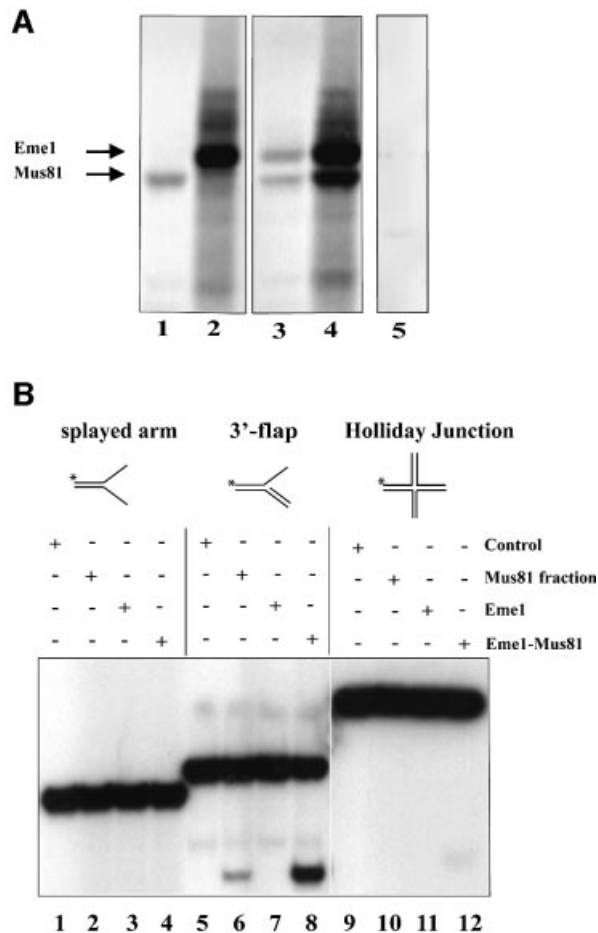 A
Eme1
Mus81
1 2 3 4 5
B
splayed arm 3'-flap Holliday Junction
* * *
+ - - - + - - - + - - - Control
- + - - - + - - - + - - Mus81 fraction
- - + - - - + - - - + - Eme1
- - - + - - - + - - - + Eme1-Mus81
1 2 3 4 5 6 7 8 9 10 11 12